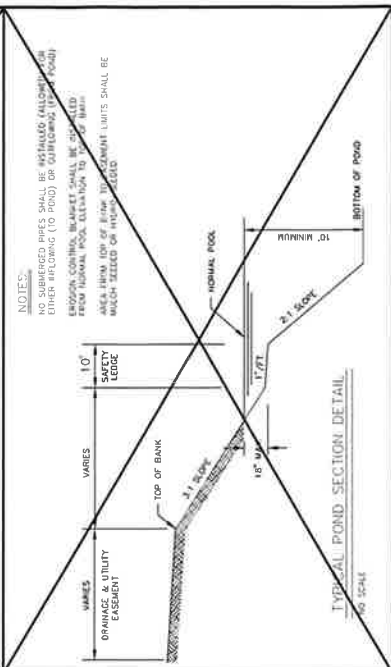 NOTES:
NO SUBMERGED PIPES SHALL BE INSTALLED (ALLOWED) FOR
EITHER INFLOWING (TO POND) OR OUTFLOWING (FROM POND)
EROSION CONTROL BLANKET SHALL BE INSTALLED
FROM NORMAL POOL ELEVATION TO TOP OF BANK
AREA FROM TOP OF BANK TO EASEMENT LIMITS SHALL BE
MULCH SEEDED OR HYDRO-SEEDED
VARIES
DRAINAGE & UTILITY
EASEMENT
VARIES
10'
SAFETY
LEDGE
TOP OF BANK
3:1 SLOPE
18" MAX
1"/FT.
NORMAL POOL
2:1 SLOPE
10' MINIMUM
BOTTOM OF POND
TYPICAL POND SECTION DETAIL
NO SCALE